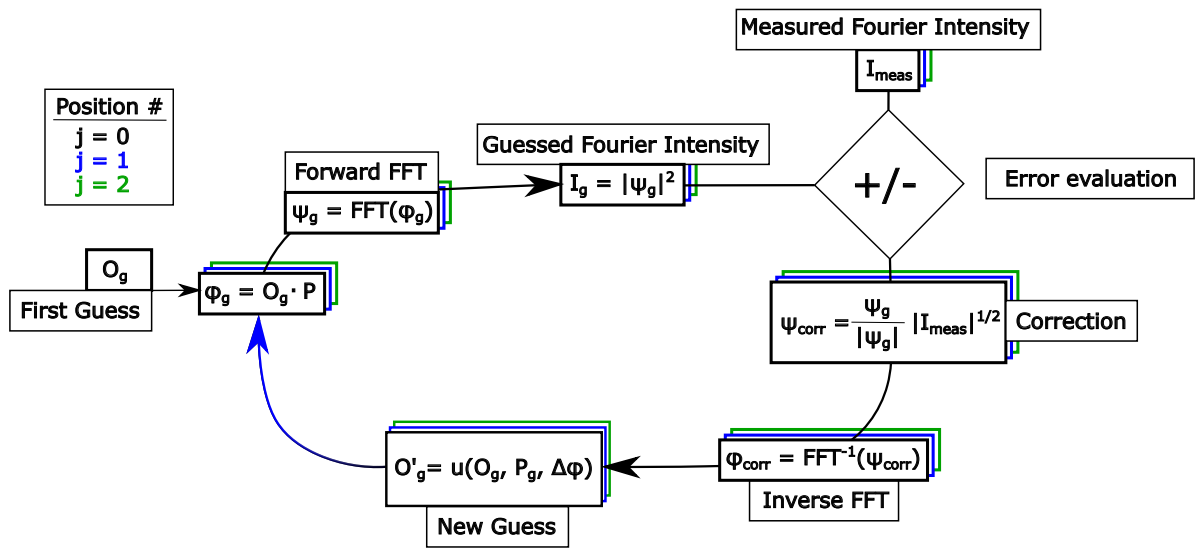 Measured Fourier Intensity
I_meas
Position #
j = 0
j = 1
j = 2
Guessed Fourier Intensity
I_g = |ψ_g|²
Forward FFT
ψ_g = FFT(φ_g)
+/-
Error evaluation
O_g
First Guess
φ_g = O_g · P
ψ_corr = ψ_g / |ψ_g| |I_meas|^1/2
Correction
O'_g = u(O_g, P_g, Δφ)
New Guess
φ_corr = FFT⁻¹(ψ_corr)
Inverse FFT